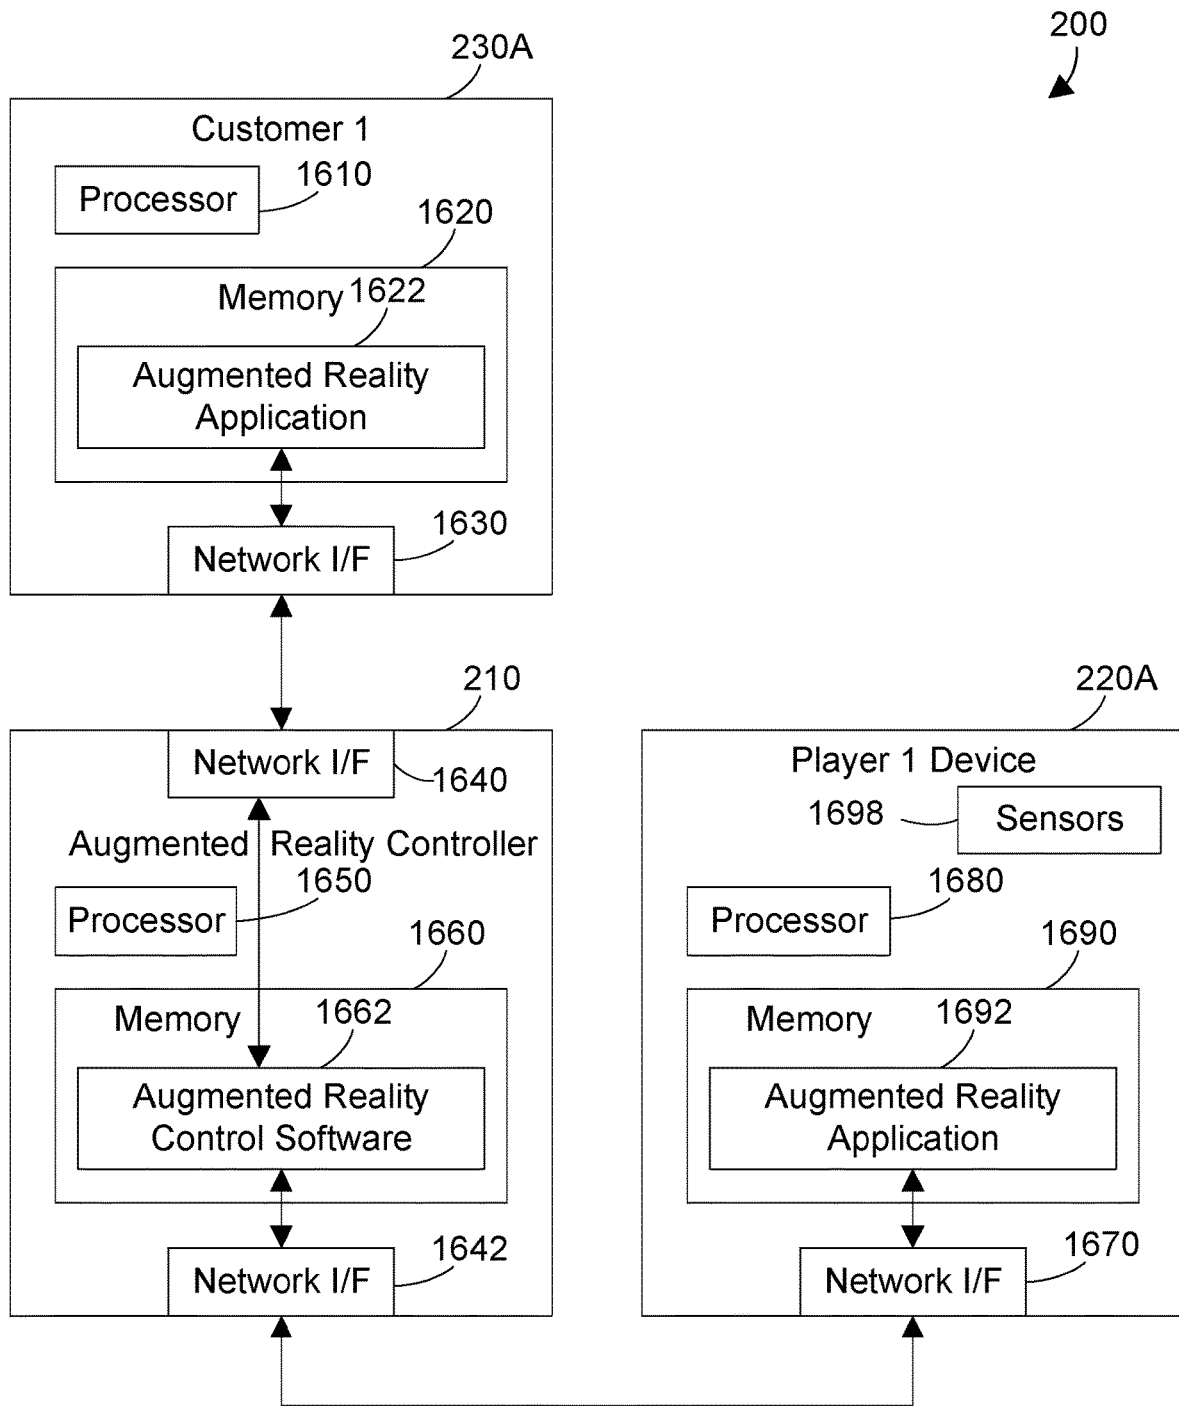 200
230A
Customer 1
Processor
1610
1620
Memory
1622
Augmented Reality
Application
1630
Network I/F
210
Network I/F
1640
Augmented Reality Controller
1650
Processor
1660
Memory
1662
Augmented Reality
Control Software
1642
Network I/F
220A
Player 1 Device
1698
Sensors
1680
Processor
1690
Memory
1692
Augmented Reality
Application
1670
Network I/F